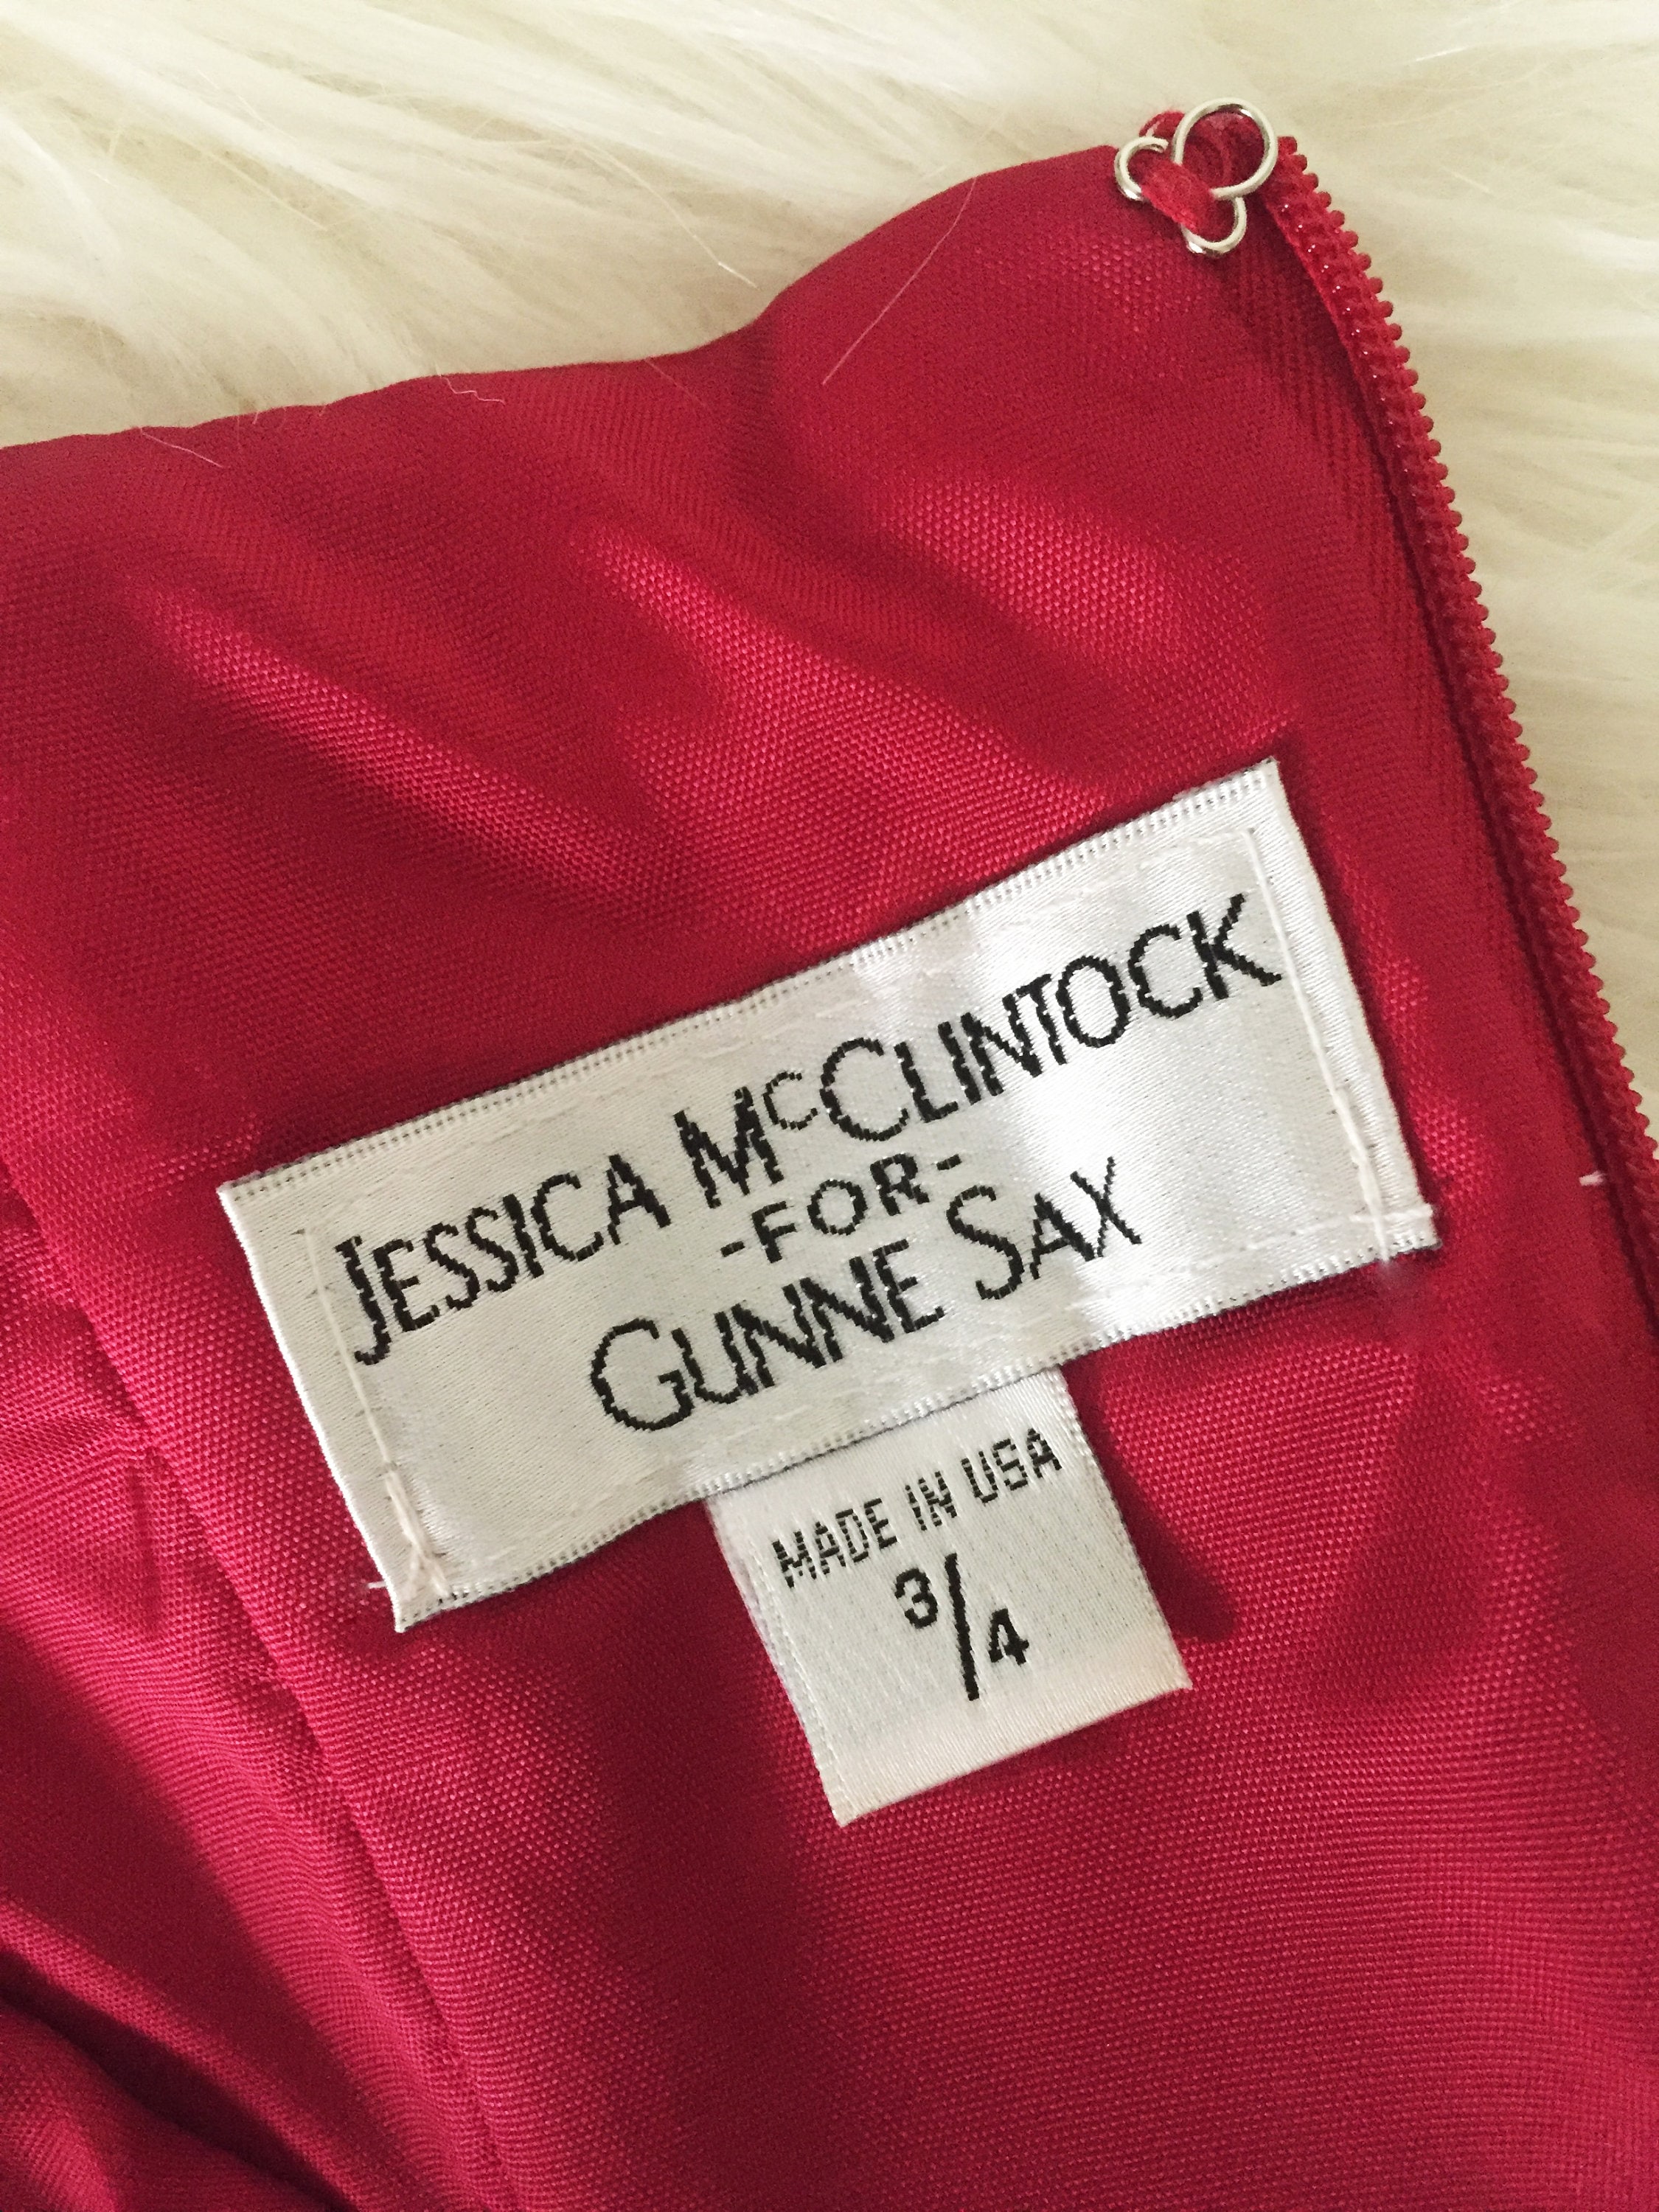 JESSICA McCLINTOCK
-FOR-
GUNNE SAX
MADE IN USA
3/4